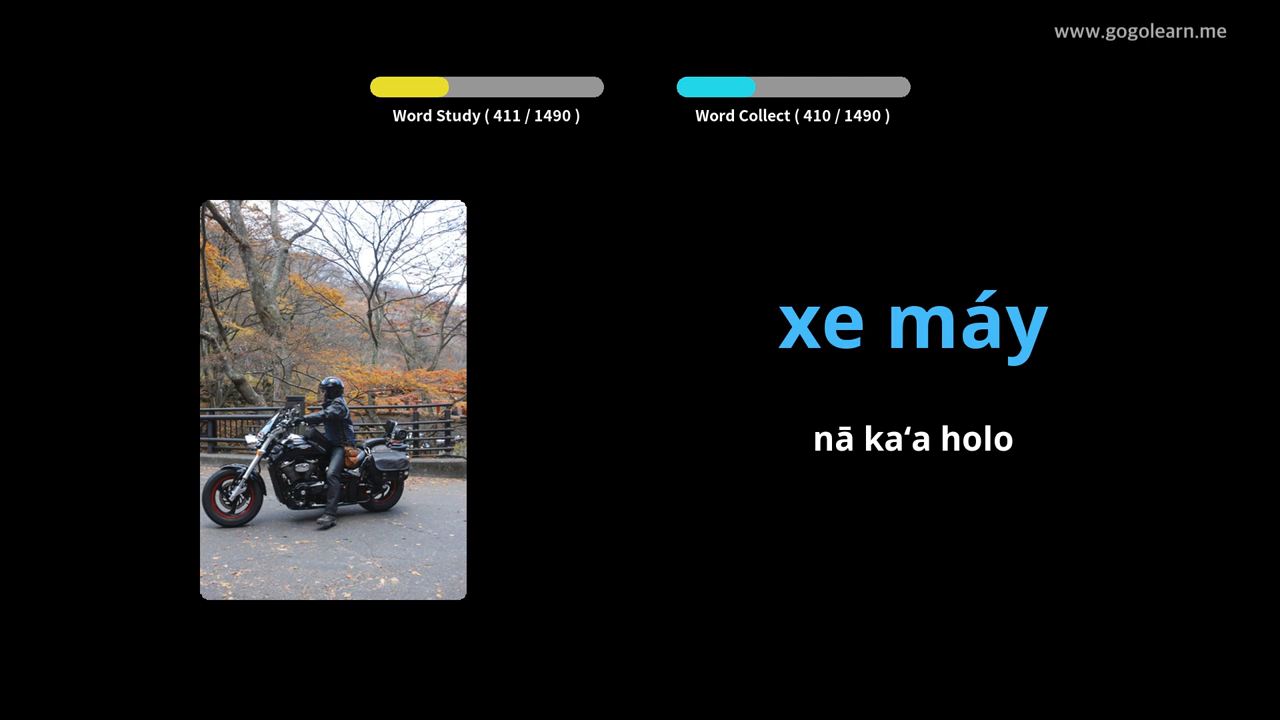 www.gogolearn.me
Word Study ( 411 / 1490 )
Word Collect ( 410 / 1490 )
xe máy
nā kaʻa holo